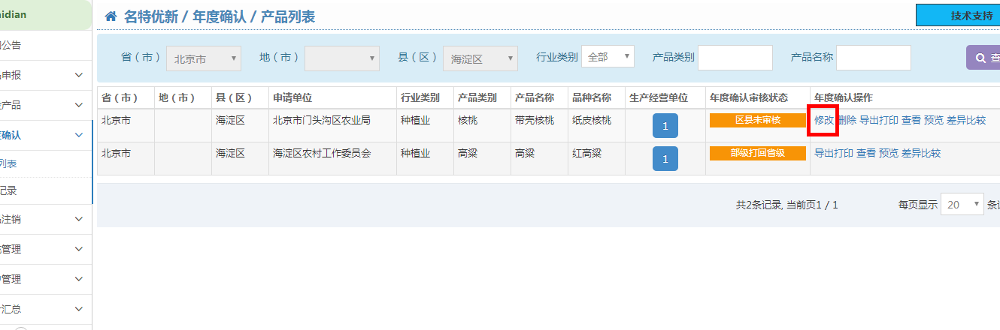 idian
公告
名特优新 / 年度确认 / 产品列表
技术支持
省（市） 北京市 地（市） 县（区） 海淀区 行业类别 全部 产品类别 产品名称 查
申报
产品
确认
列表
记录
注销
管理
管理
汇总
省（市） 地（市） 县（区） 申请单位 行业类别 产品类别 产品名称 品种名称 生产经营单位 年度确认审核状态 年度确认操作
北京市 海淀区 北京市门头沟区农业局 种植业 核桃 带壳核桃 纸皮核桃 1 区县未审核 修改 删除 导出打印 查看 预览 差异比较
北京市 海淀区 海淀区农村工作委员会 种植业 高粱 高粱 红高粱 1 部级打回省级 导出打印 查看 预览 差异比较
共2条记录, 当前页1 / 1 每页显示 20 条